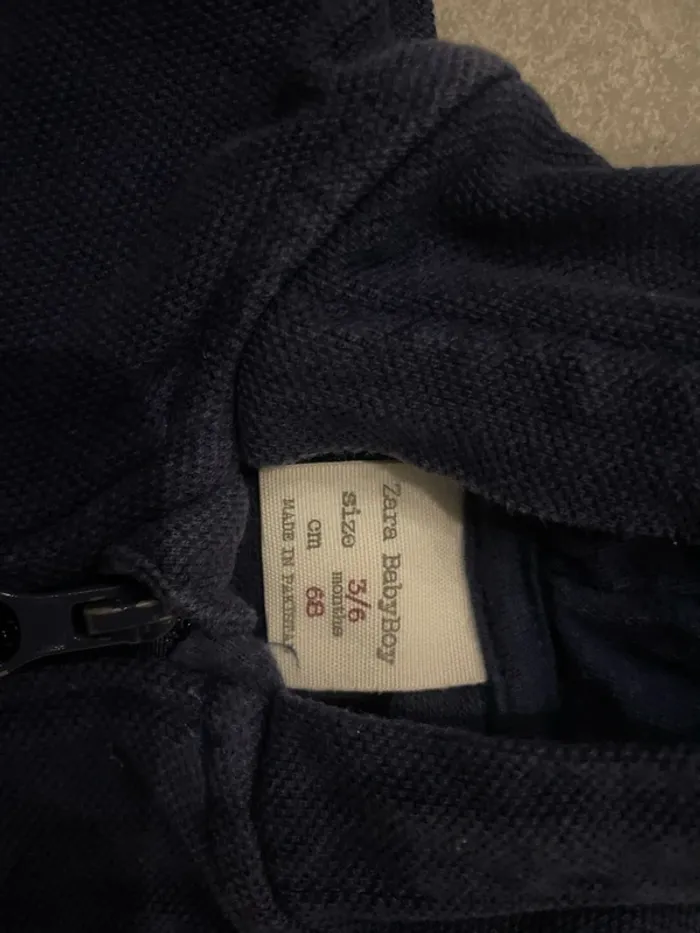 Zara BabyBoy
size 3/6
months
cm 68
MADE IN PAKISTAN